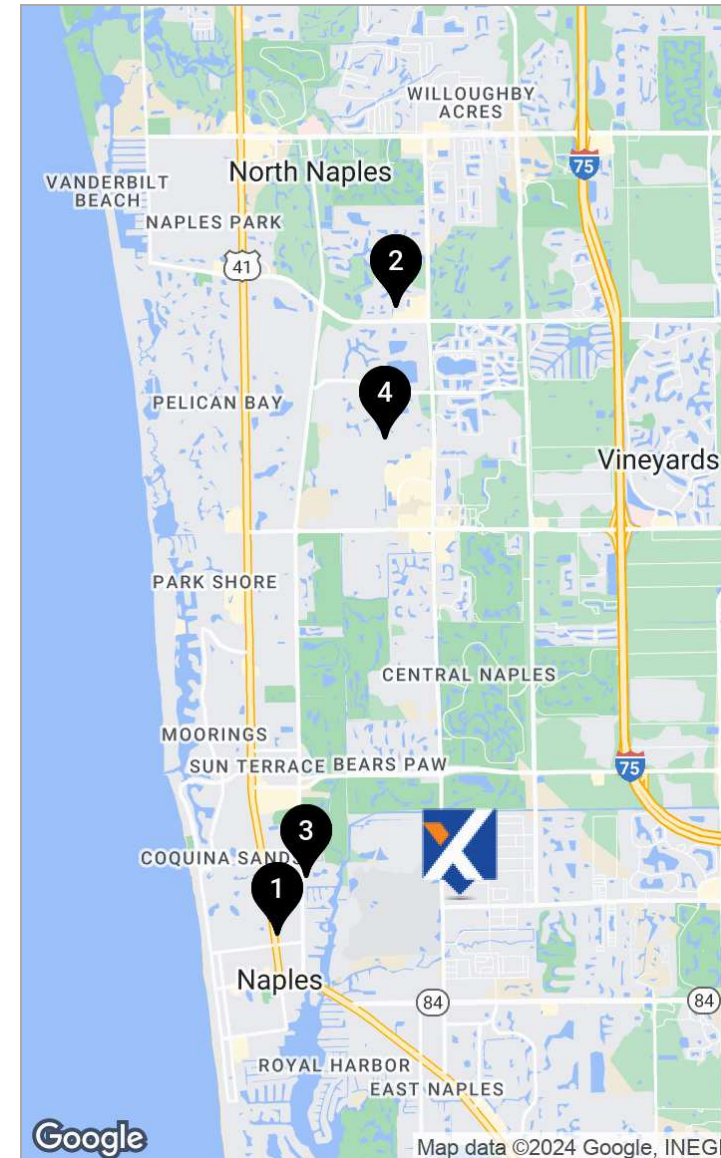 WILLOUGHBY
ACRES
North Naples
75
VANDERBILT
BEACH
NAPLES PARK
41
2
4
PELICAN BAY
Vineyards
PARK SHORE
CENTRAL NAPLES
MOORINGS
SUN TERRACE
BEARS PAW
75
3
COQUINA SANDS
1
Naples
84
84
ROYAL HARBOR
EAST NAPLES
Google
Map data ©2024 Google, INEGI